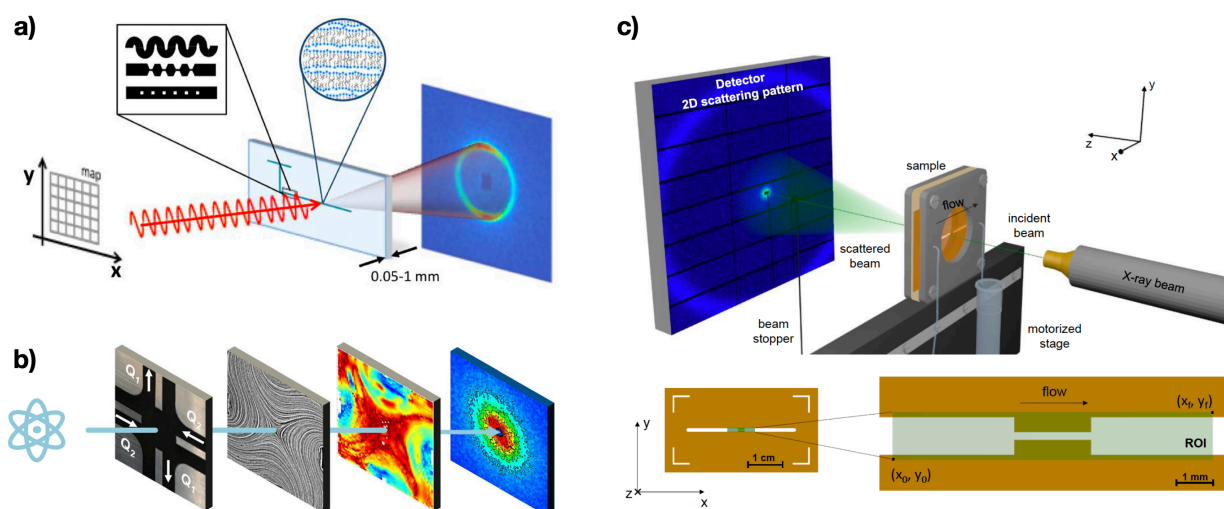 a)
map
y
x
0.05-1 mm
b)
Q1
Q2
Q2
Q1
c)
Detector
2D scattering pattern
y
z
x
sample
flow
incident
beam
scattered
beam
X-ray beam
beam
stopper
motorized
stage
y
z
x
1 cm
flow
(xf, yf)
ROI
(x0, y0)
1 mm